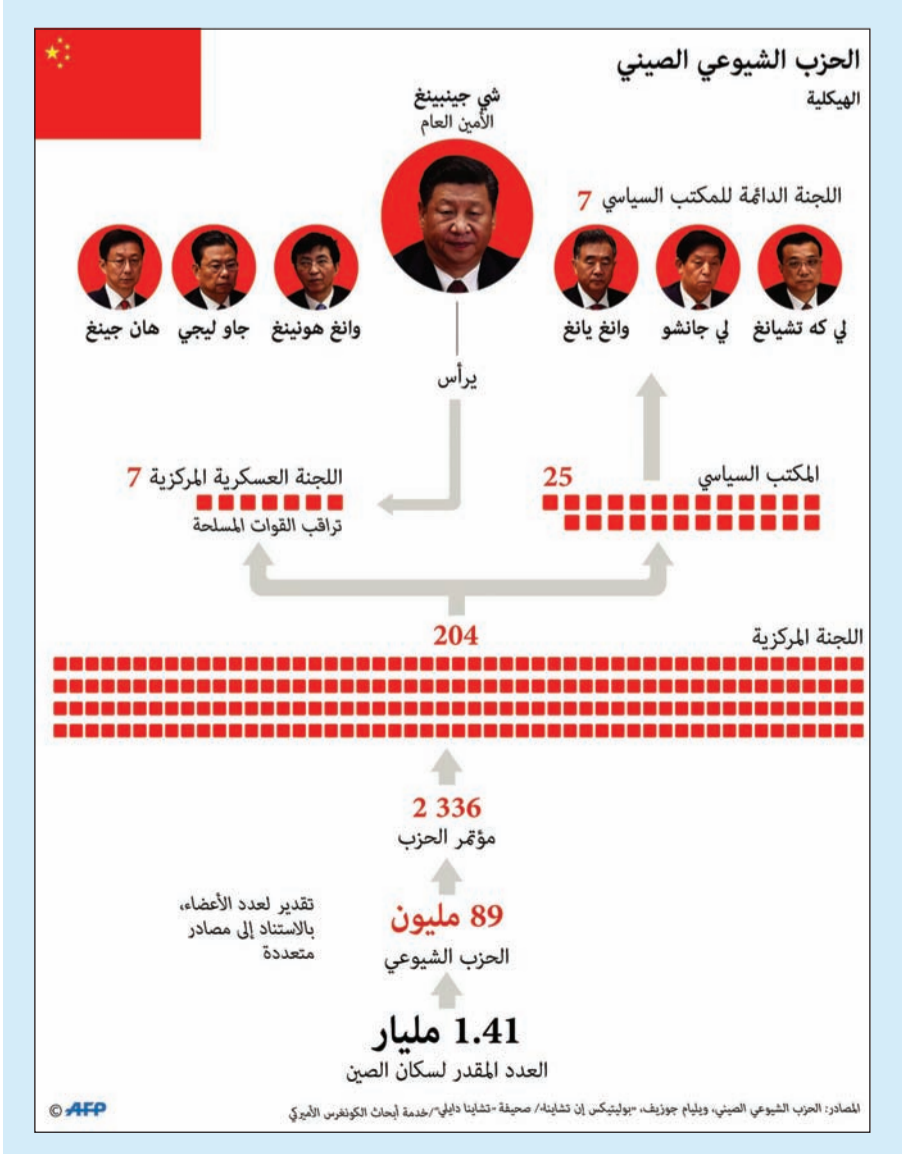 الحزب الشيوعي الصيني
الهيكلية
شي جينبينغ
الأمين العام
اللجنة الدائمة للمكتب السياسي 7
لي كه تشيانغ
لي جانشو
وانغ يانغ
وانغ هونينغ
جاو ليجي
هان جينغ
يرأس
المكتب السياسي 25
اللجنة العسكرية المركزية 7
تراقب القوات المسلحة
اللجنة المركزية 204
2 336
مؤتمر الحزب
89 مليون
الحزب الشيوعي
تقدير لعدد الأعضاء،
بالاستناد إلى مصادر
متعددة
1.41 مليار
العدد المقدر لسكان الصين
المصادر: الحزب الشيوعي الصيني، ويليام جوزيف، "بوليتيكس إن تشاينا"/ صحيفة "تشاينا دايلي"/خدمة أبحاث الكونغرس الأميركي
© AFP